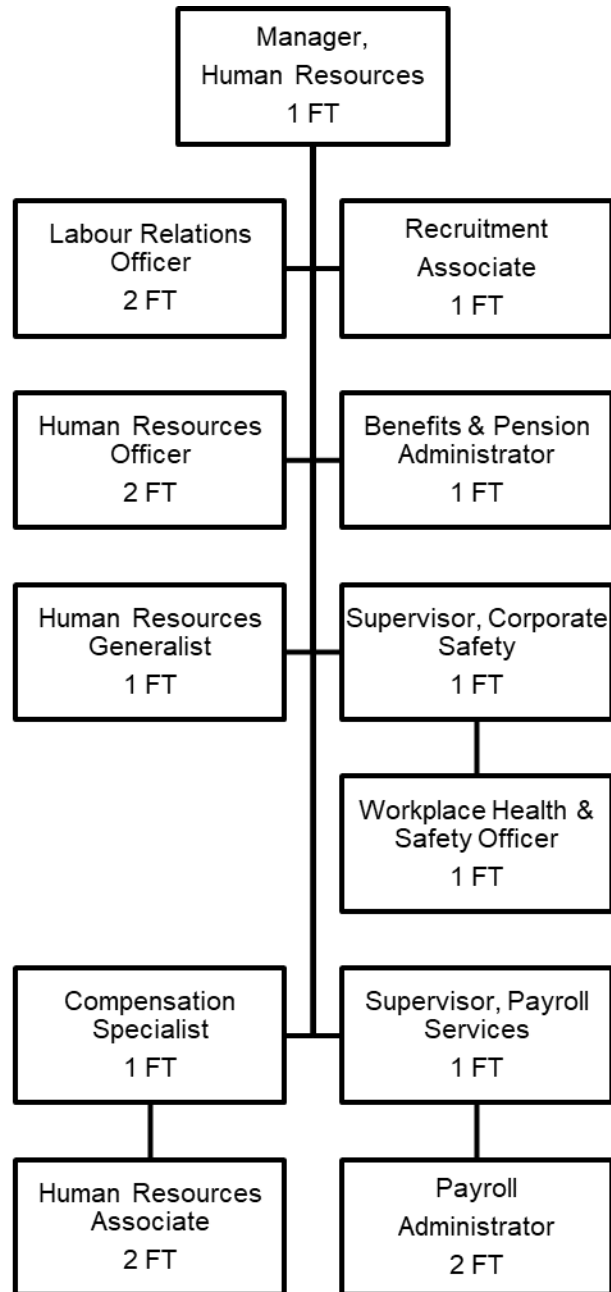 Manager,
Human Resources
1 FT
Labour Relations
Officer
2 FT
Recruitment
Associate
1 FT
Human Resources
Officer
2 FT
Benefits & Pension
Administrator
1 FT
Human Resources
Generalist
1 FT
Supervisor, Corporate
Safety
1 FT
Workplace Health &
Safety Officer
1 FT
Compensation
Specialist
1 FT
Supervisor, Payroll
Services
1 FT
Human Resources
Associate
2 FT
Payroll
Administrator
2 FT